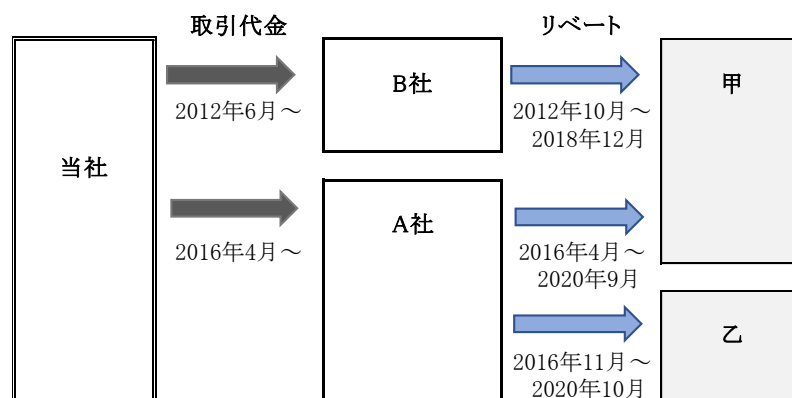 取引代金
リベート
当社
2012年6月～
B社
2012年10月～
2018年12月
甲
2016年4月～
A社
2016年4月～
2020年9月
2016年11月～
2020年10月
乙